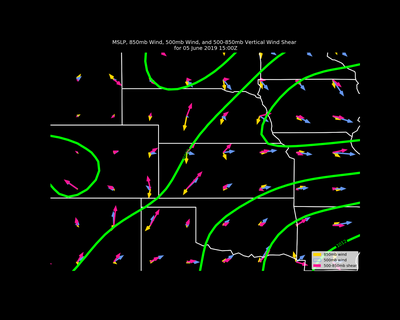 MSLP, 850mb Wind, 500mb Wind, and 500-850mb Vertical Wind Shear
for 05 June 2019 15:00Z
850mb wind
500mb wind
500-850mb shear